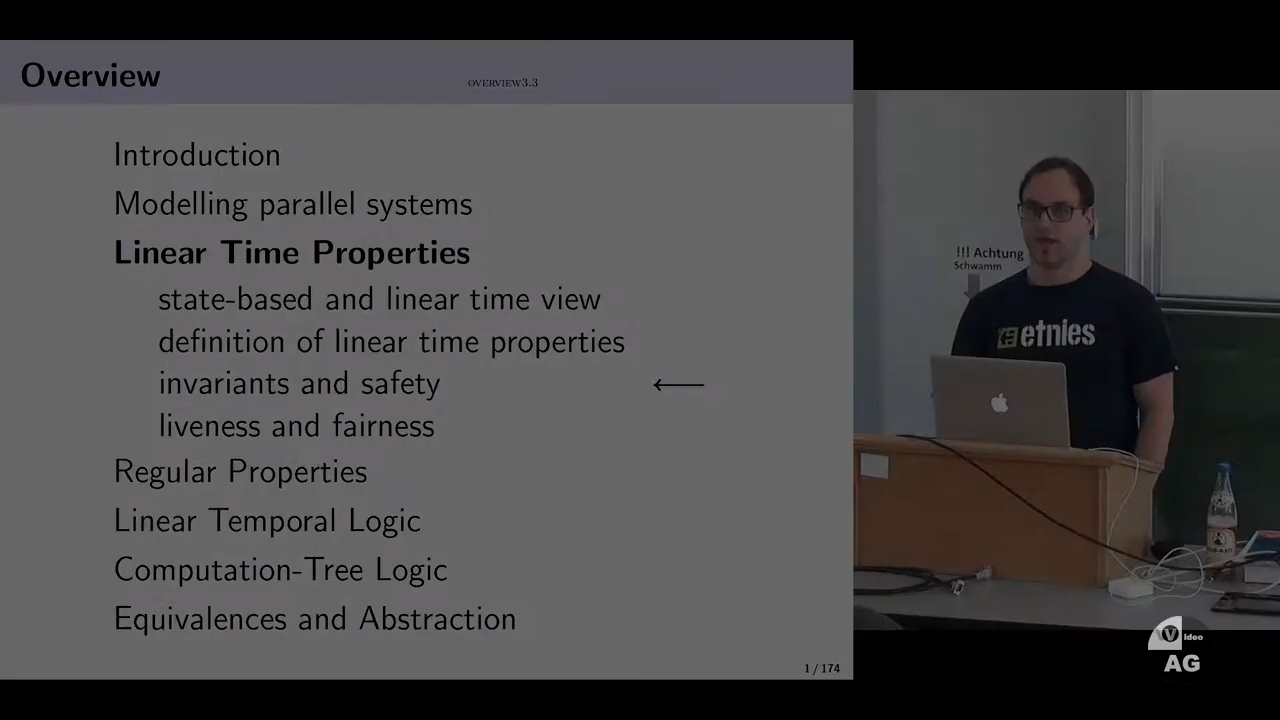 Overview
OVERVIEW3.3
Introduction
Modelling parallel systems
Linear Time Properties
state-based and linear time view
definition of linear time properties
invariants and safety ←
liveness and fairness
Regular Properties
Linear Temporal Logic
Computation-Tree Logic
Equivalences and Abstraction
1 / 174
!!! Achtung
Schwamm
etnies
Video
AG